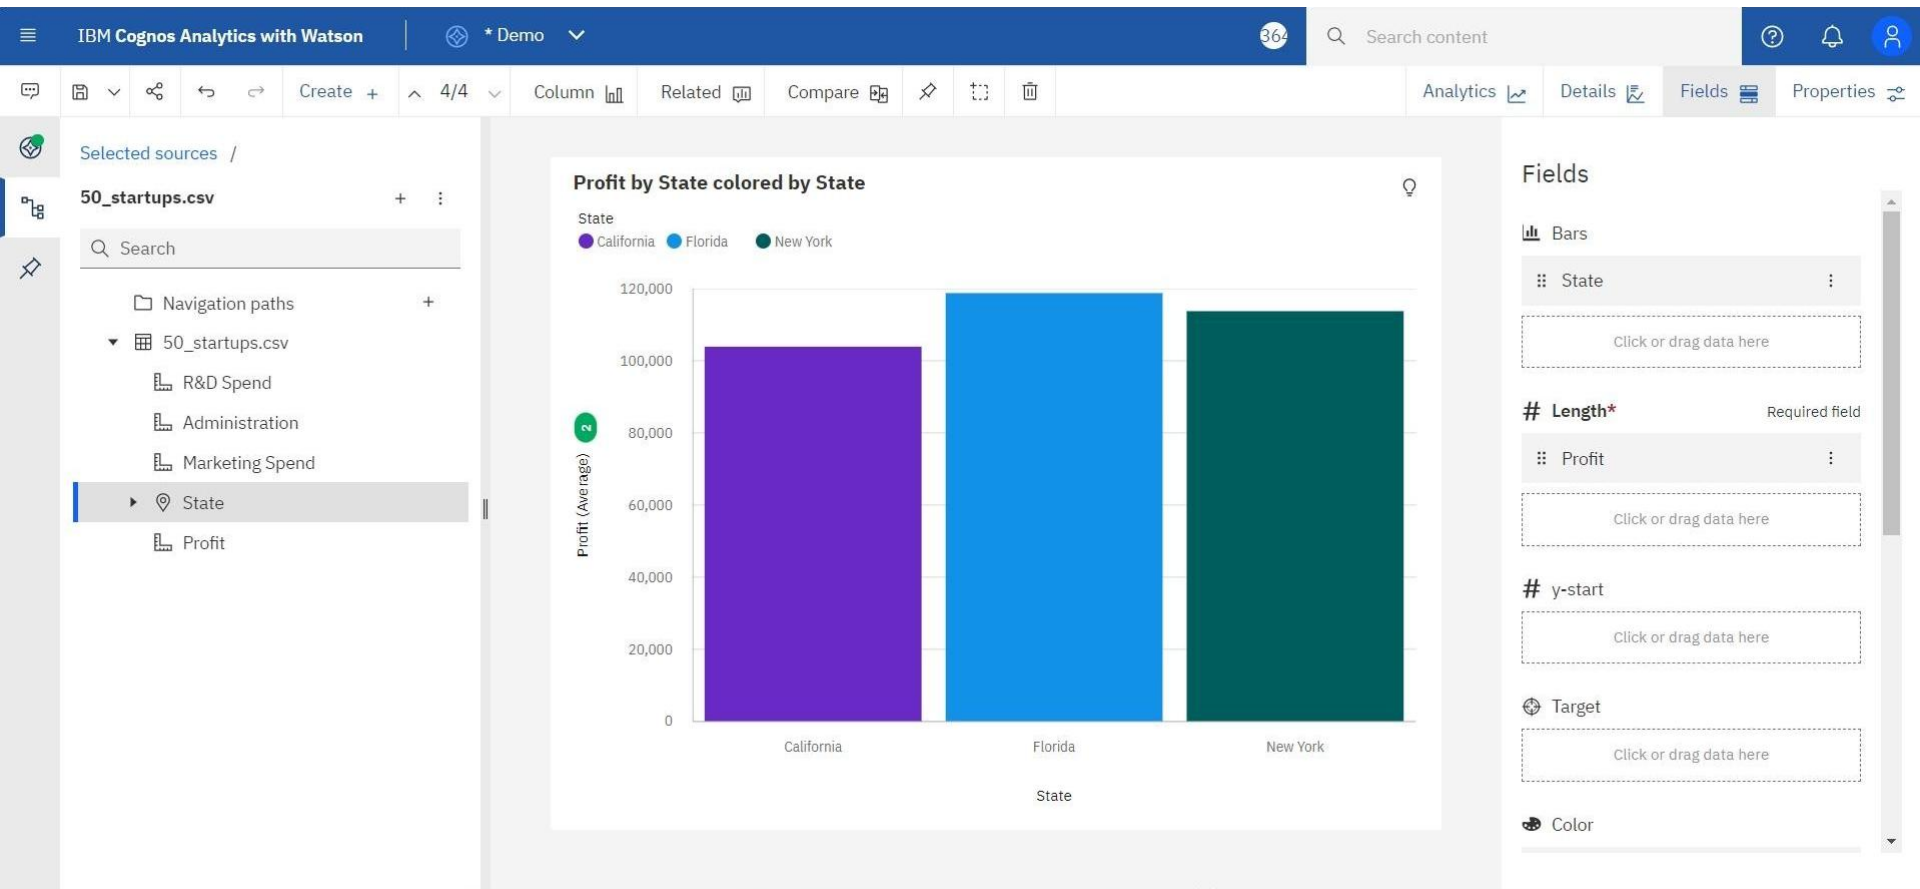 IBM Cognos Analytics with Watson
* Demo
364
Search content
Create +
4/4
Column
Related
Compare
Analytics
Details
Fields
Properties
Selected sources /
50_startups.csv
Search
Navigation paths
50_startups.csv
R&D Spend
Administration
Marketing Spend
State
Profit
Profit by State colored by State
State
California
Florida
New York
120,000
100,000
80,000
60,000
40,000
20,000
0
2
Profit (Average)
California
Florida
New York
State
Fields
Bars
State
Click or drag data here
# Length*
Required field
Profit
Click or drag data here
# y-start
Click or drag data here
Target
Click or drag data here
Color